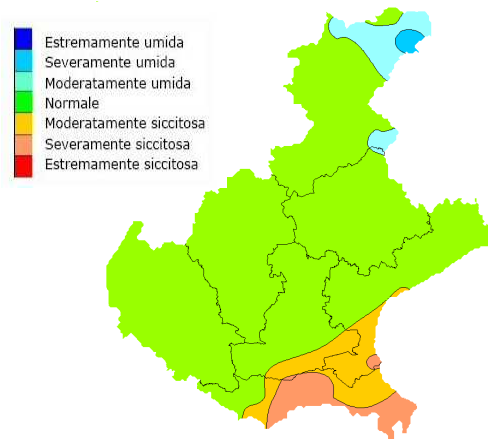 Estremamente umida
Severamente umida
Moderatamente umida
Normale
Moderatamente siccitosa
Severamente siccitosa
Estremamente siccitosa